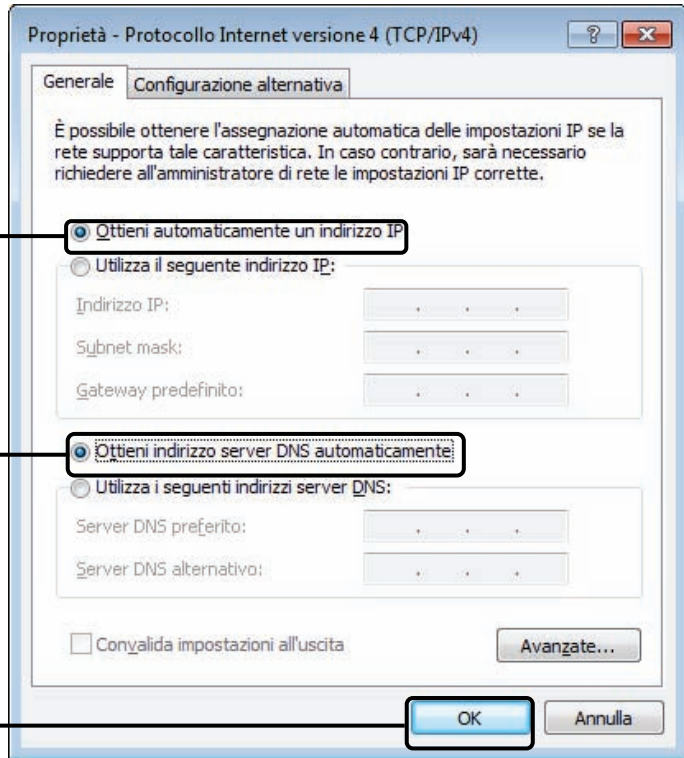 Proprietà - Protocollo Internet versione 4 (TCP/IPv4)
Generale
Configurazione alternativa
È possibile ottenere l'assegnazione automatica delle impostazioni IP se la
rete supporta tale caratteristica. In caso contrario, sarà necessario
richiedere all'amministratore di rete le impostazioni IP corrette.
Ottieni automaticamente un indirizzo IP
Utilizza il seguente indirizzo IP:
Indirizzo IP:
Subnet mask:
Gateway predefinito:
Ottieni indirizzo server DNS automaticamente
Utilizza i seguenti indirizzi server DNS:
Server DNS preferito:
Server DNS alternativo:
Convalida impostazioni all'uscita
Avanzate...
OK
Annulla